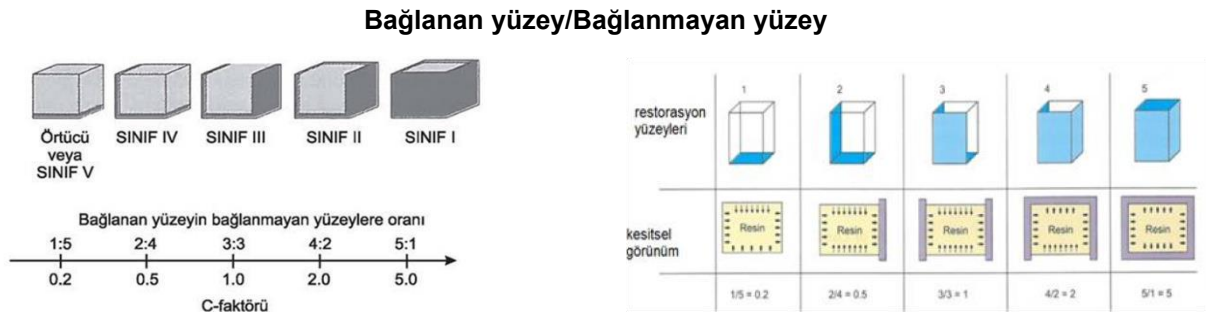 Bağlanan yüzey/Bağlanmayan yüzey
Örtücü
veya
SINIF V
SINIF IV
SINIF III
SINIF II
SINIF I
Bağlanan yüzeyin bağlanmayan yüzeylere oranı
1:5 2:4 3:3 4:2 5:1
0.2 0.5 1.0 2.0 5.0
C-faktörü
1 2 3 4 5
restorasyon
yüzeyleri
kesitsel
görünüm
Resin Resin Resin Resin Resin
1/5 = 0.2 2/4 = 0.5 3/3 = 1 4/2 = 2 5/1 = 5